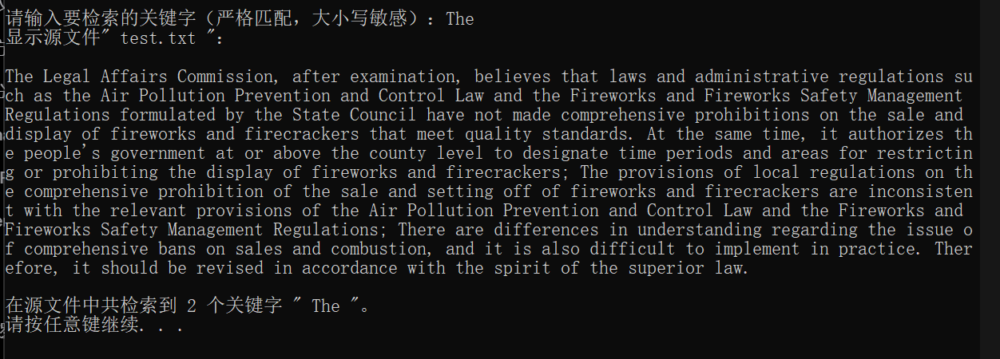 请输入要检索的关键字（严格匹配，大小写敏感）：The
显示源文件" test.txt "：
The Legal Affairs Commission, after examination, believes that laws and administrative regulations su
ch as the Air Pollution Prevention and Control Law and the Fireworks and Fireworks Safety Management
Regulations formulated by the State Council have not made comprehensive prohibitions on the sale and
display of fireworks and firecrackers that meet quality standards. At the same time, it authorizes th
e people's government at or above the county level to designate time periods and areas for restrictin
g or prohibiting the display of fireworks and firecrackers; The provisions of local regulations on th
e comprehensive prohibition of the sale and setting off of fireworks and firecrackers are inconsisten
t with the relevant provisions of the Air Pollution Prevention and Control Law and the Fireworks and
Fireworks Safety Management Regulations; There are differences in understanding regarding the issue o
f comprehensive bans on sales and combustion, and it is also difficult to implement in practice. Ther
efore, it should be revised in accordance with the spirit of the superior law.
在源文件中共检索到 2 个关键字 " The "。
请按任意键继续. . .